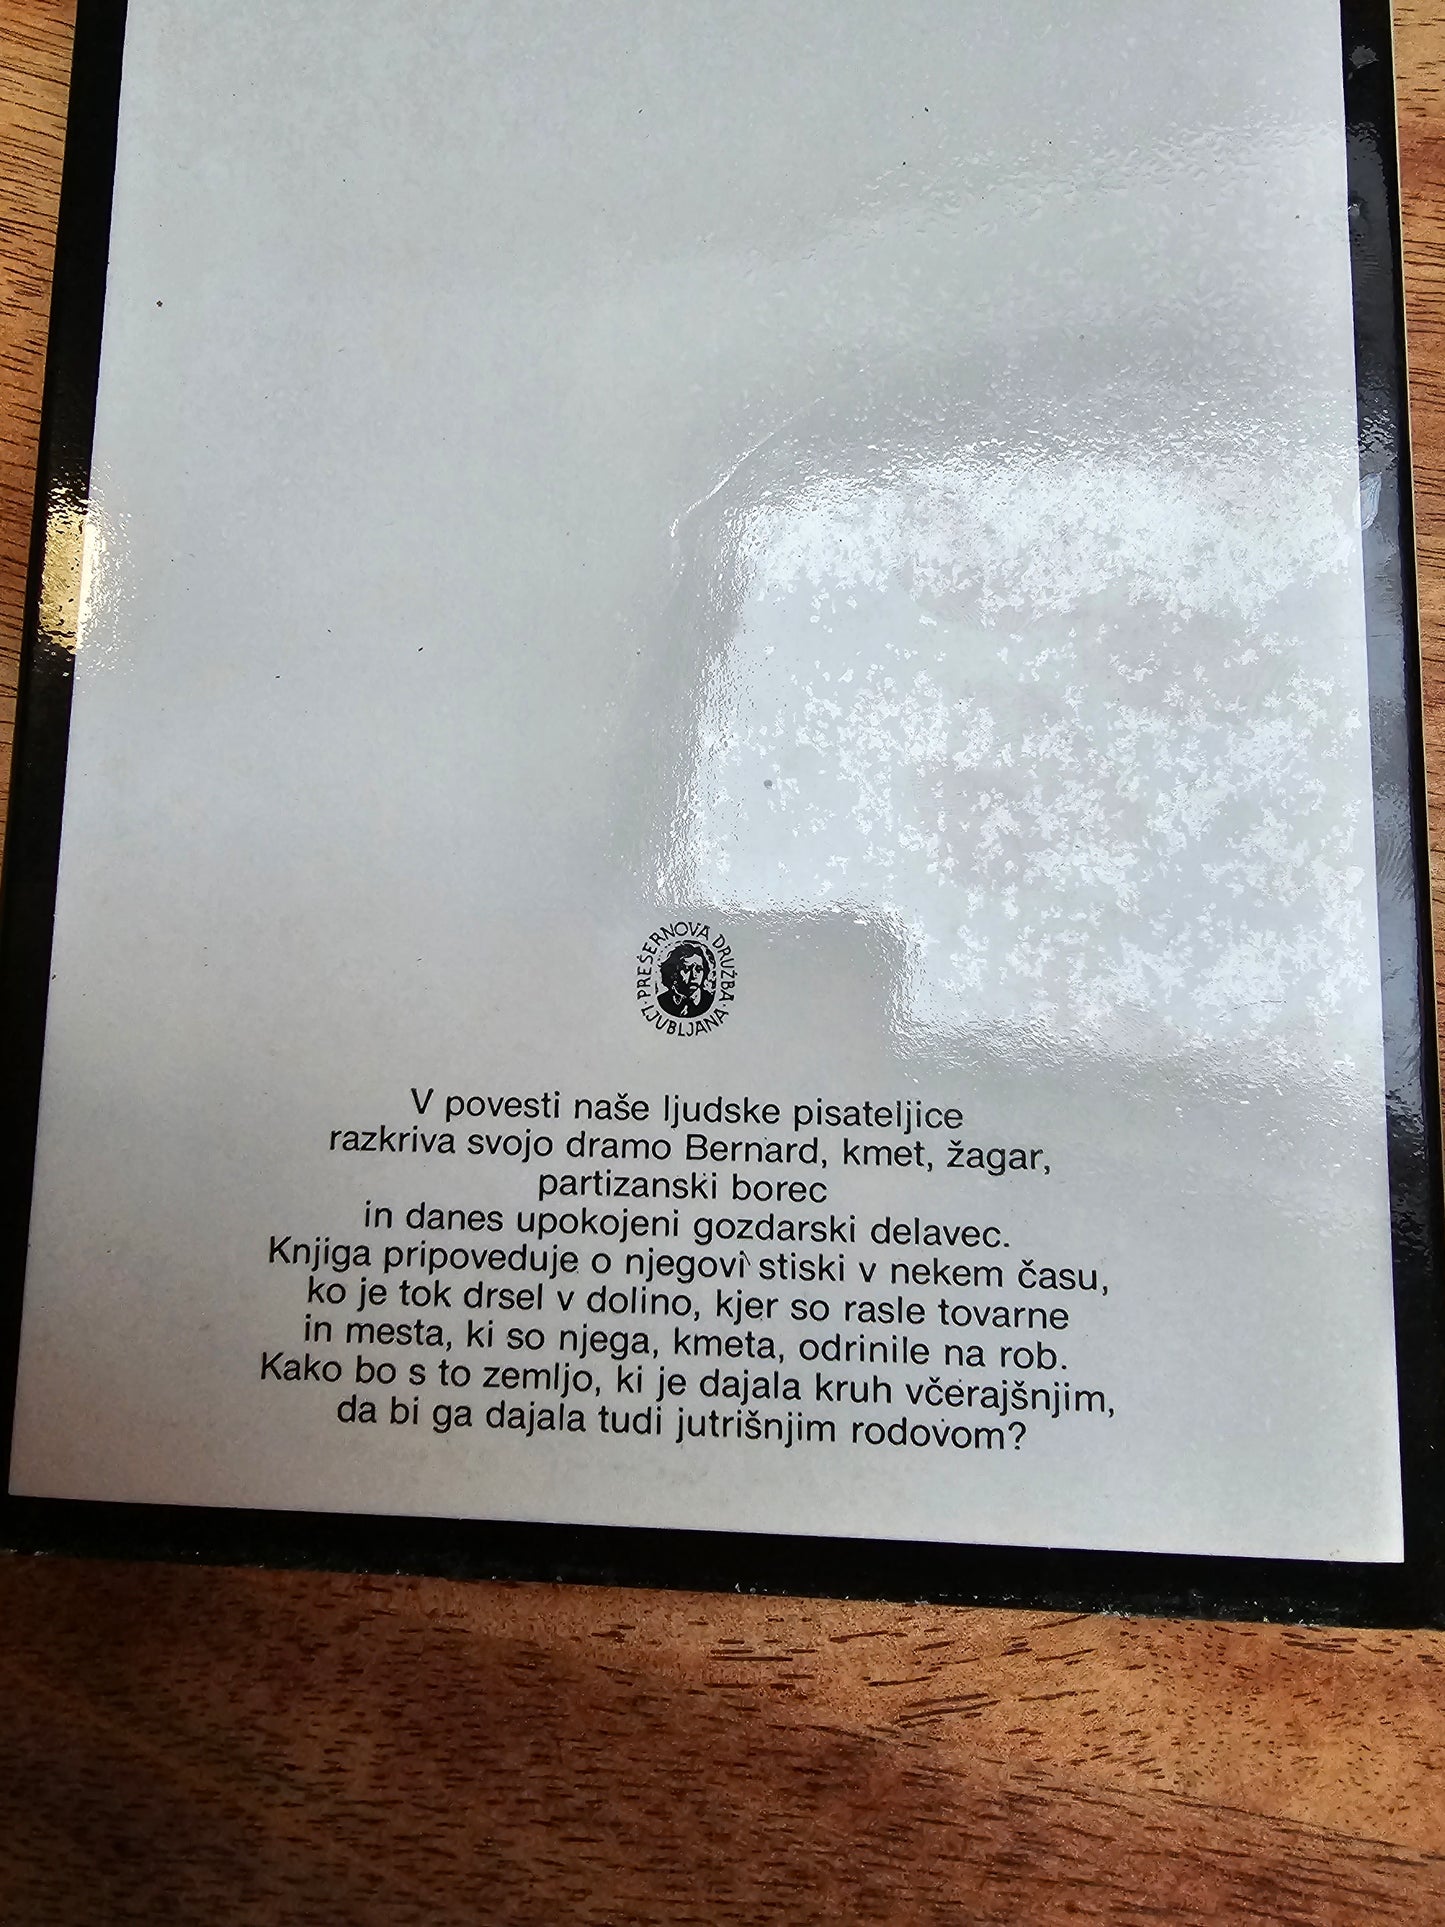 PREŠERNOVA DRUŽBA
· LJUBLJANA ·
V povesti naše ljudske pisateljice
razkriva svojo dramo Bernard, kmet, žagar,
partizanski borec
in danes upokojeni gozdarski delavec.
Knjiga pripoveduje o njegovi stiski v nekem času,
ko je tok drsel v dolino, kjer so rasle tovarne
in mesta, ki so njega, kmeta, odrinile na rob.
Kako bo s to zemljo, ki je dajala kruh včerajšnjim,
da bi ga dajala tudi jutrišnjim rodovom?